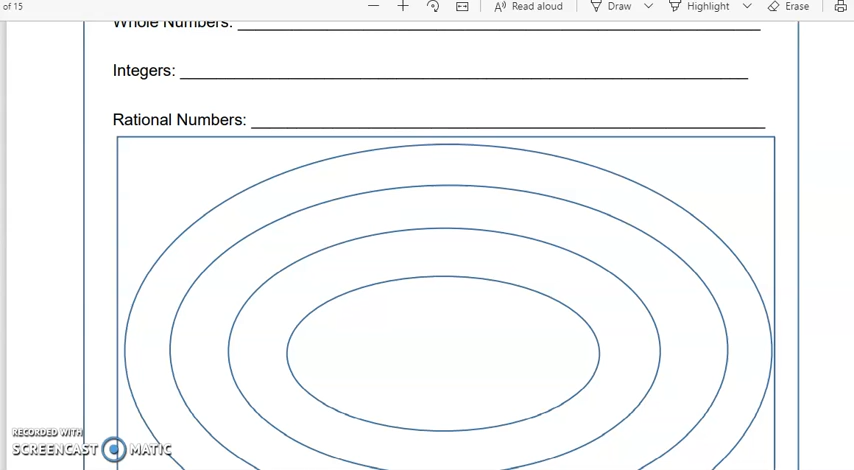 of 15
Read aloud
Draw
Highlight
Erase
Whole Numbers:
Integers:
Rational Numbers:
RECORDED WITH
SCREENCAST MATIC